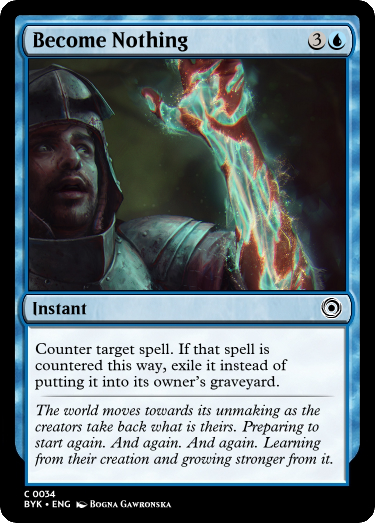 Become Nothing 3
Instant
Counter target spell. If that spell is
countered this way, exile it instead of
putting it into its owner's graveyard.
The world moves towards its unmaking as the
creators take back what is theirs. Preparing to
start again. And again. And again. Learning
from their creation and growing stronger from it.
C 0034
BYK • ENG Bogna Gawronska